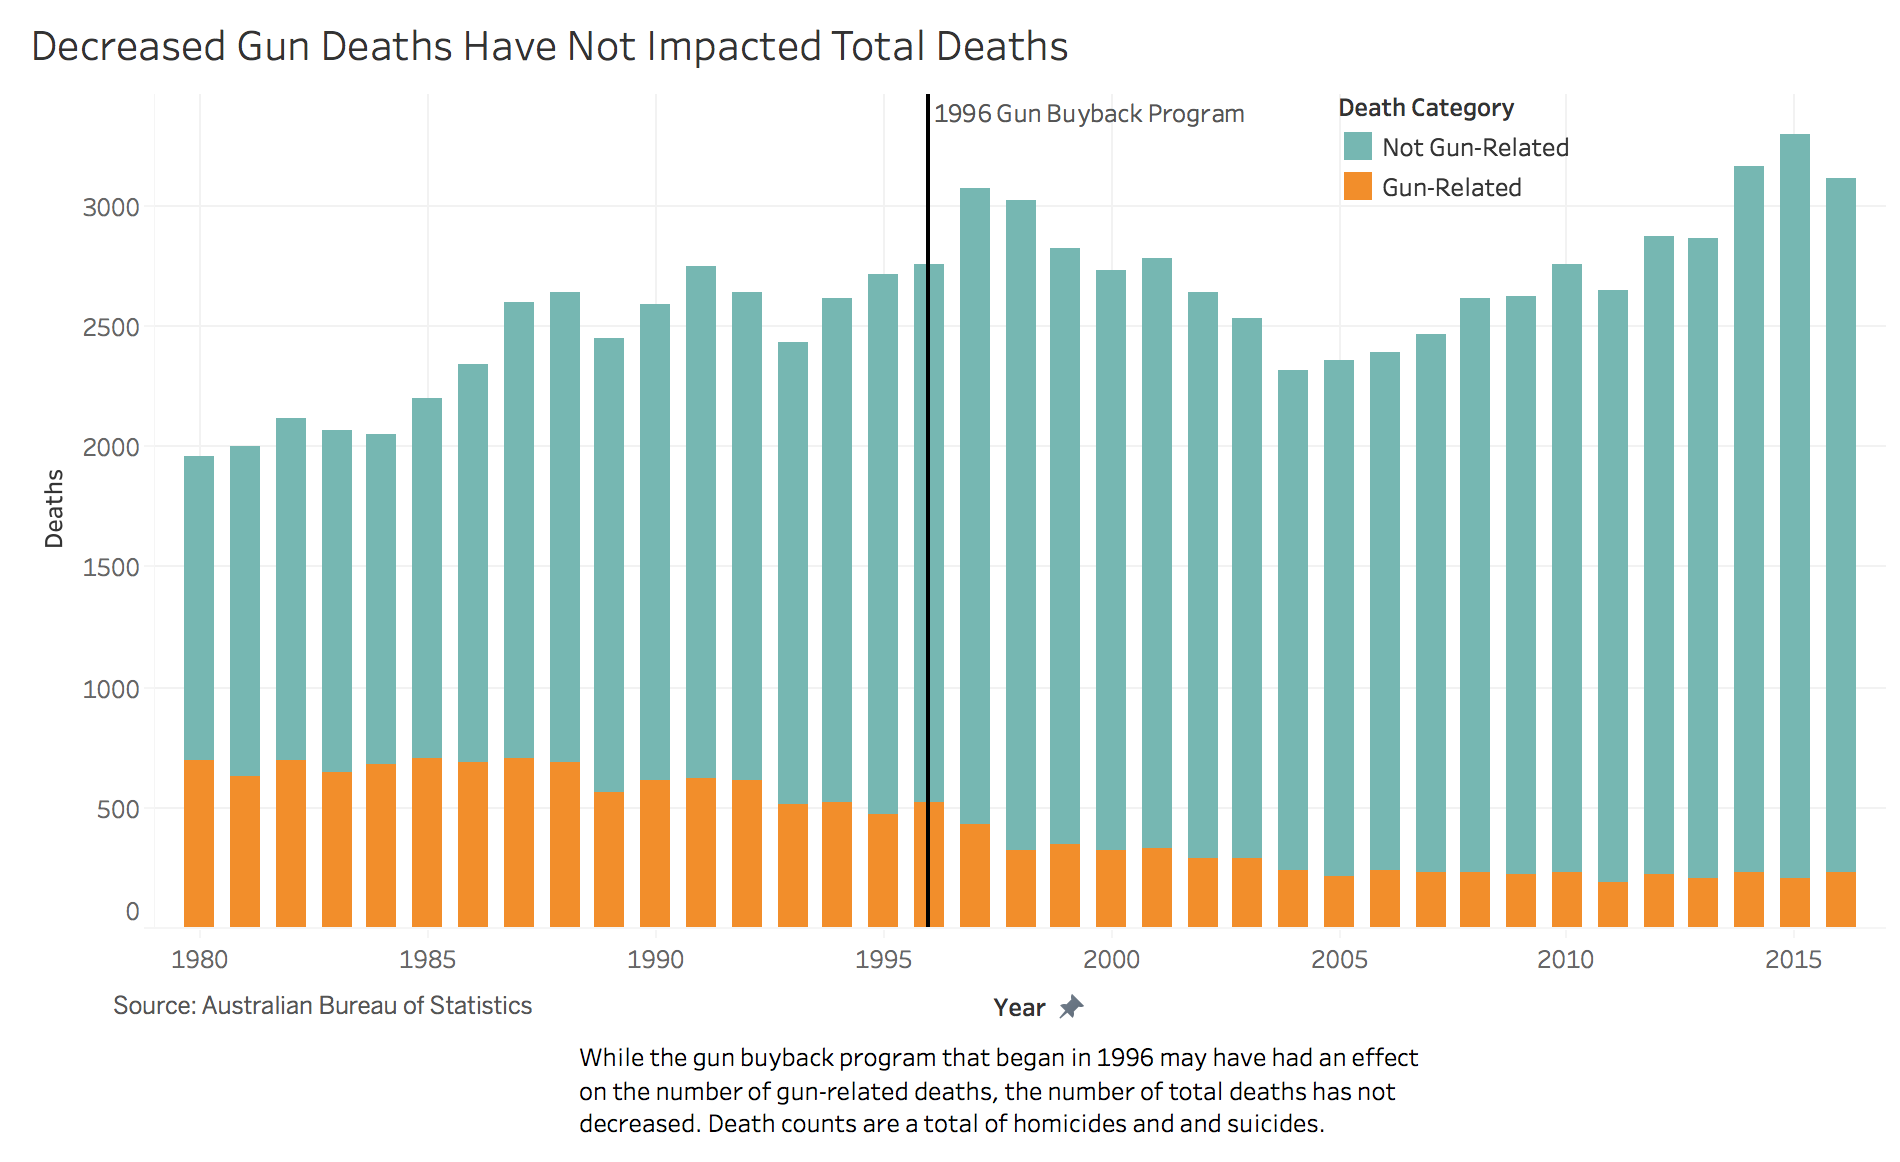 Decreased Gun Deaths Have Not Impacted Total Deaths
1996 Gun Buyback Program
Death Category
Not Gun-Related
Gun-Related
3000
2500
2000
1500
1000
500
0
Deaths
1980 1985 1990 1995 2000 2005 2010 2015
Source: Australian Bureau of Statistics
Year
While the gun buyback program that began in 1996 may have had an effect
on the number of gun-related deaths, the number of total deaths has not
decreased. Death counts are a total of homicides and and suicides.